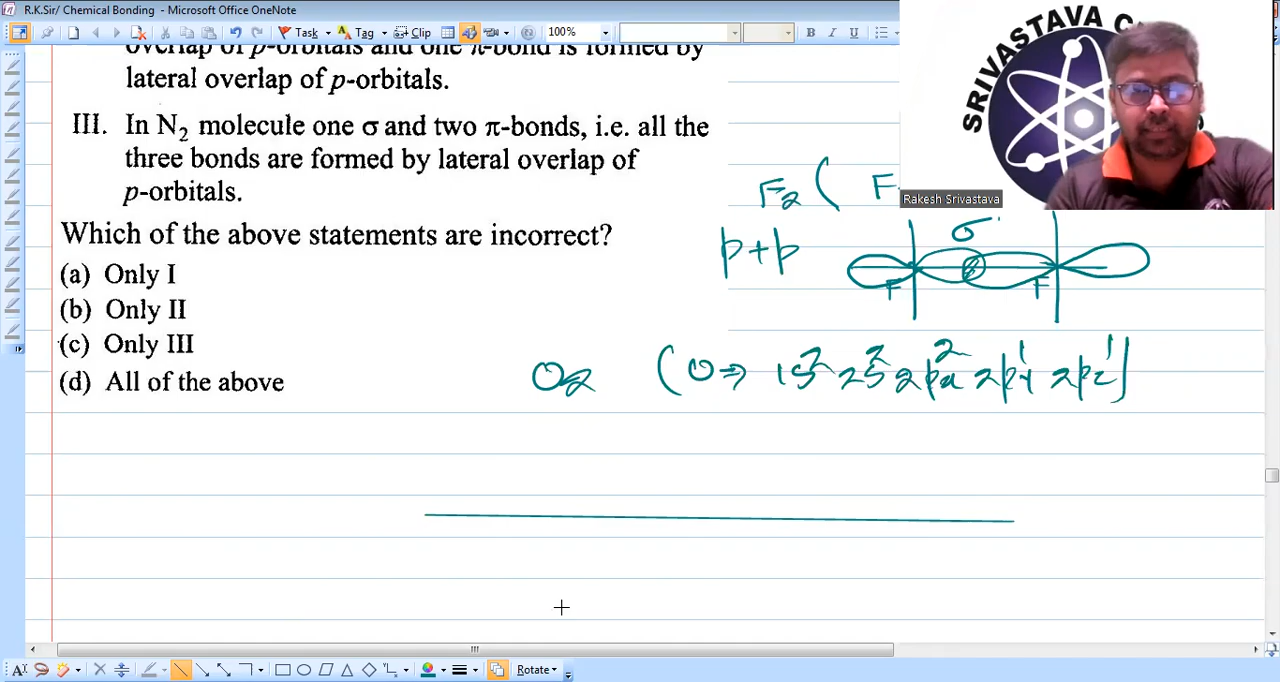 R.K.Sir/ Chemical Bonding - Microsoft Office OneNote
Task
Tag
Clip
100%
B I U
overlap of p-orbitals and one π-bond is formed by
lateral overlap of p-orbitals.
III. In N₂ molecule one σ and two π-bonds, i.e. all the
three bonds are formed by lateral overlap of
p-orbitals.
Which of the above statements are incorrect?
(a) Only I
(b) Only II
(c) Only III
(d) All of the above
F₂ ( F
p+p
σ
F F
O₂ (O⇒ 1s² 2s² 2px² 2py¹ 2pz¹)
SRIVASTAVA C
Rakesh Srivastava
Rotate